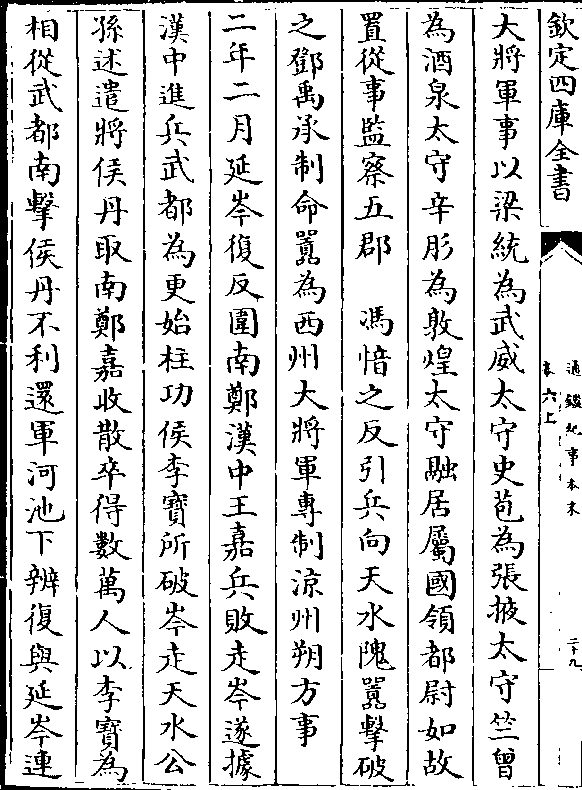 欽定四庫全書
通鑑紀事本末
卷六上
二十九
大將軍事以梁統為武威太守史苞為張掖太守竺曾
為酒泉太守辛肜為敦煌太守融居屬國領都尉如故
置從事監察五郡　馮愔之反引兵向天水隗囂擊破
之鄧禹承制命囂為西州大將軍專制涼州朔方事
二年二月延岑復反圍南鄭漢中王嘉兵敗走岑遂據
漢中進兵武都為更始柱功侯李寶所破岑走天水公
孫述遣將侯丹取南鄭嘉收散卒得數萬人以李寶為
相從武都南擊侯丹不利還軍河池下辨復與延岑連